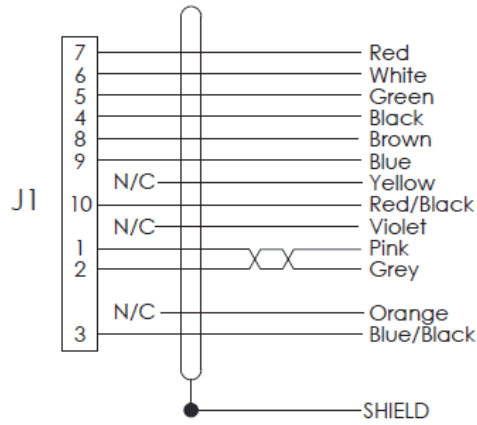 7 Red
6 White
5 Green
4 Black
8 Brown
9 Blue
N/C Yellow
J1 10 Red/Black
N/C Violet
1 Pink
2 Grey
N/C Orange
3 Blue/Black
SHIELD